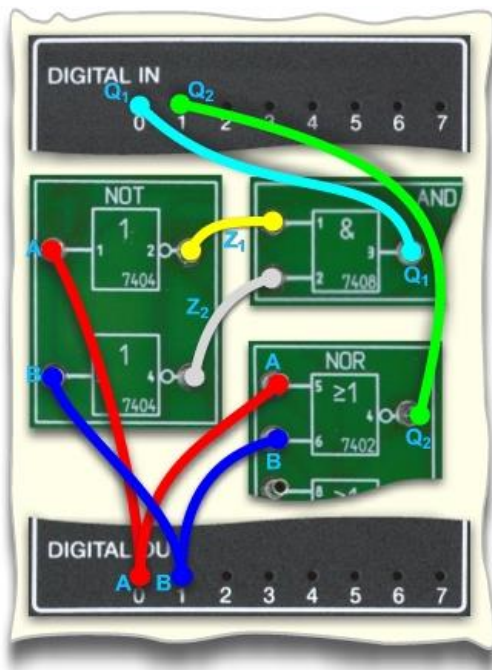 DIGITAL IN
Q₁ Q₂
0 1 2 3 4 5 6 7
NOT AND
A 1 1 2 7404 Z₁ 1 2 & 3 7408 Q₁
Z₂
B 1 4 7404
NOR
A 5 ≥1 4 Q₂
B 6 7402
8
DIGITAL OU
A B
0 1 2 3 4 5 6 7